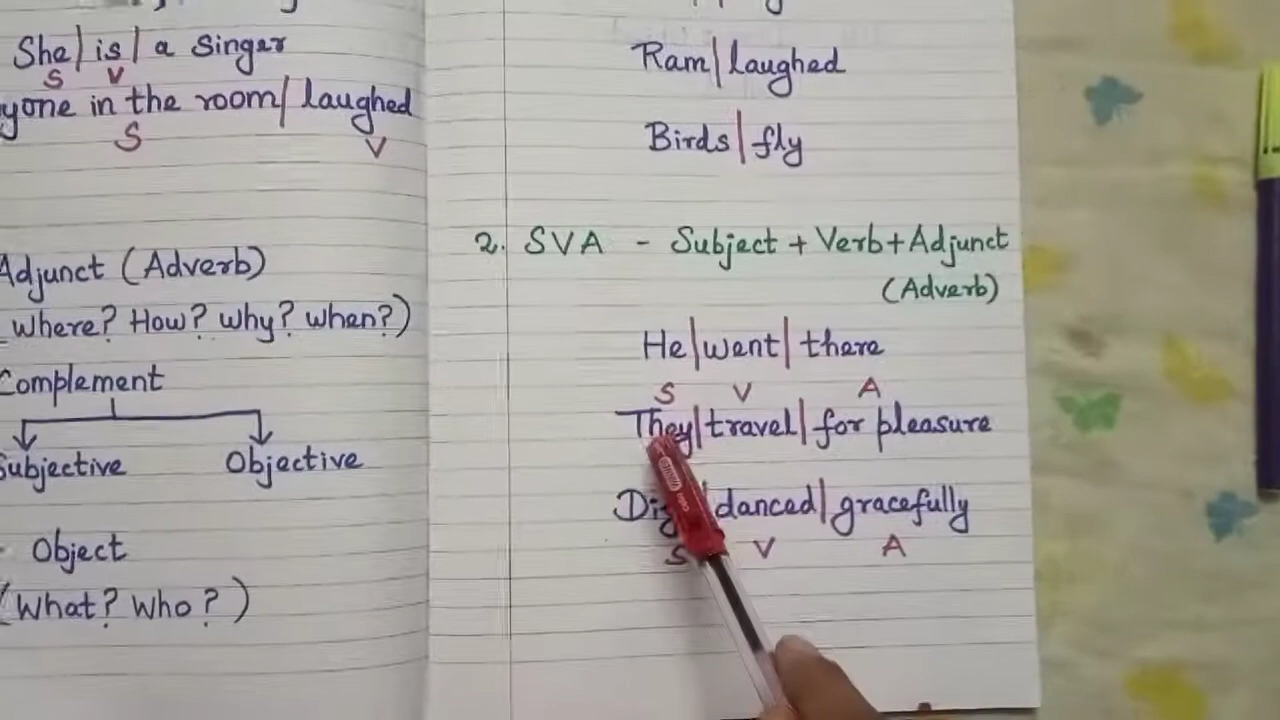 She | is | a Singer
S V
in the room | laughed
S V
Adjunct (Adverb)
Where? How? Why? When?)
Complement
Subjective Objective
Object
(What? Who?)
Ram | laughed
Birds | fly
2. SVA - Subject + Verb + Adjunct
(Adverb)
He | went | there
S V A
They | travel | for pleasure
danced | gracefully
S V A